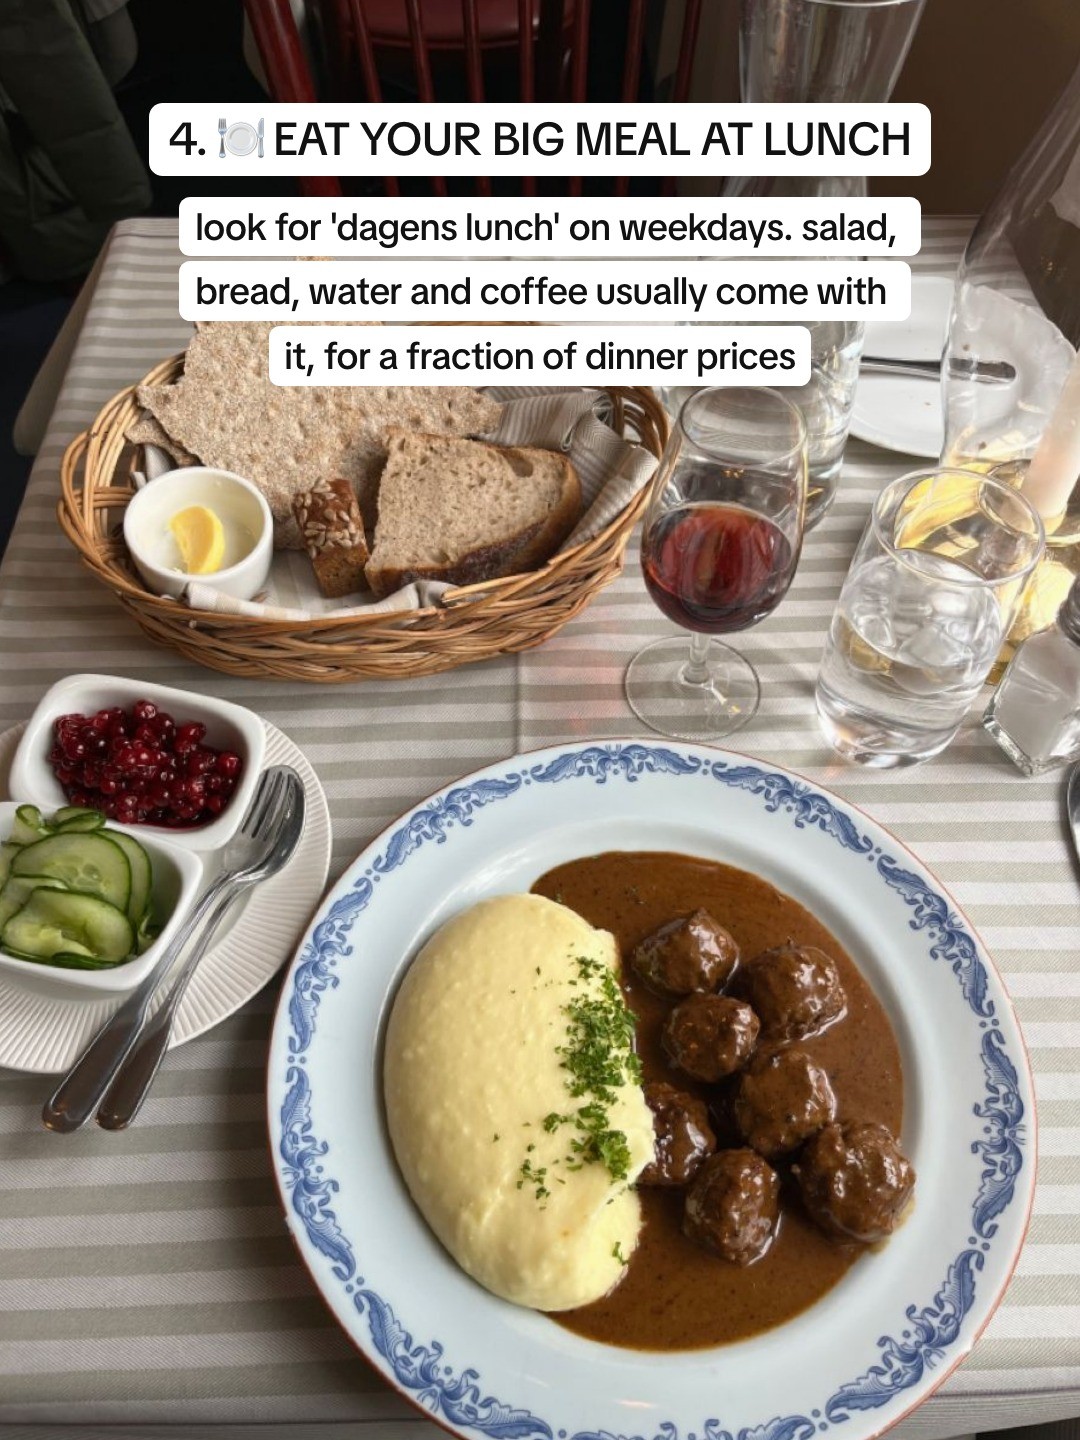 4. 🍽️ EAT YOUR BIG MEAL AT LUNCH
look for 'dagens lunch' on weekdays. salad,
bread, water and coffee usually come with
it, for a fraction of dinner prices